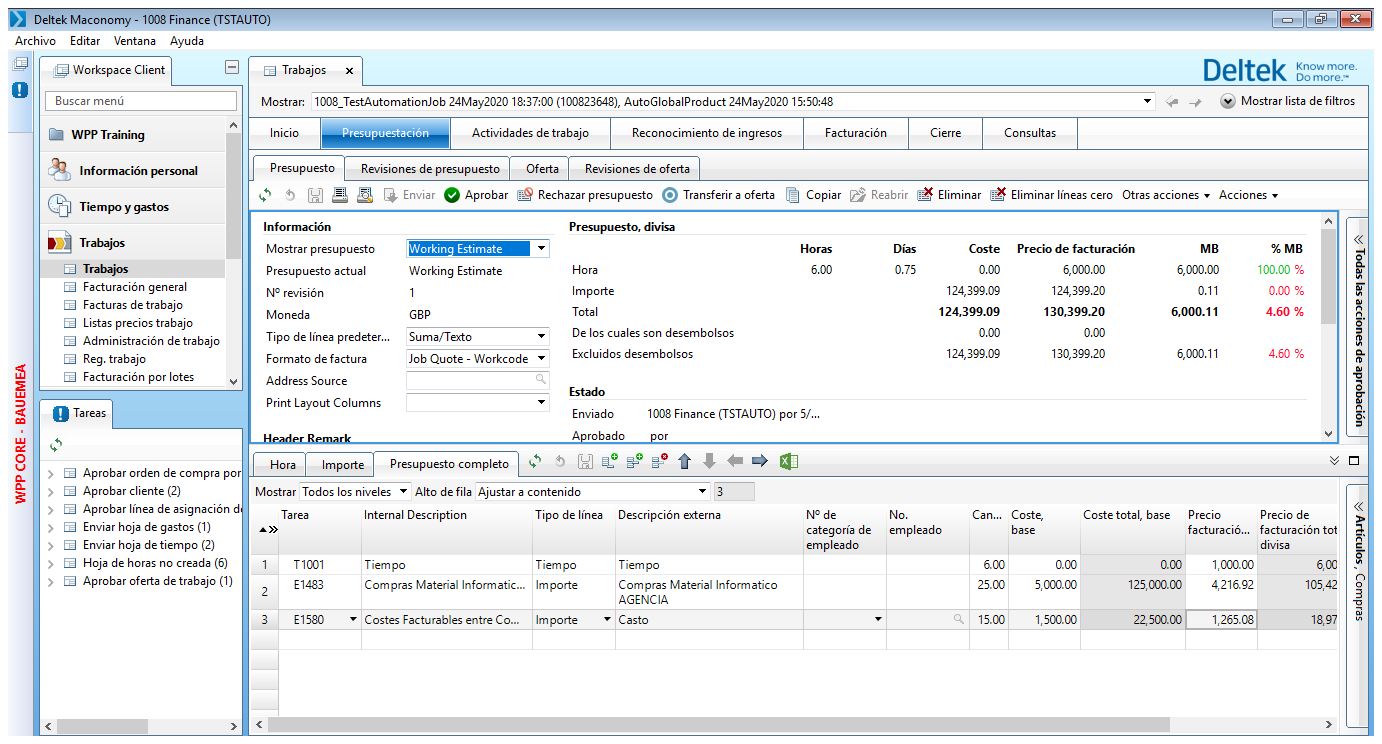 Deltek Maconomy - 1008 Finance (TSTAUTO)
Archivo Editar Ventana Ayuda
Workspace Client
Buscar menú
WPP Training
Información personal
Tiempo y gastos
Trabajos
Trabajos
Facturación general
Facturas de trabajo
Listas precios trabajo
Administración de trabajo
Reg. trabajo
Facturación por lotes
WPP CORE - BAUEMEA
Tareas
Aprobar orden de compra por
Aprobar cliente (2)
Aprobar línea de asignación d
Enviar hoja de gastos (1)
Enviar hoja de tiempo (2)
Hoja de horas no creada (6)
Aprobar oferta de trabajo (1)
Trabajos x
Deltek Know more. Do more.™
Mostrar: 1008_TestAutomationJob 24May2020 18:37:00 (100823648), AutoGlobalProduct 24May2020 15:50:48 Mostrar lista de filtros
Inicio Presupuestación Actividades de trabajo Reconocimiento de ingresos Facturación Cierre Consultas
Presupuesto Revisiones de presupuesto Oferta Revisiones de oferta
Enviar Aprobar Rechazar presupuesto Transferir a oferta Copiar Reabrir Eliminar Eliminar líneas cero Otras acciones Acciones
Información
Mostrar presupuesto Working Estimate
Presupuesto actual Working Estimate
Nº revisión 1
Moneda GBP
Tipo de línea predeter... Suma/Texto
Formato de factura Job Quote - Workcode
Address Source
Print Layout Columns
Header Remark
Presupuesto, divisa
Horas Días Coste Precio de facturación MB % MB
Hora 6.00 0.75 0.00 6,000.00 6,000.00 100.00 %
Importe 124,399.09 124,399.20 0.11 0.00 %
Total 124,399.09 130,399.20 6,000.11 4.60 %
De los cuales son desembolsos 0.00 0.00
Excluidos desembolsos 124,399.09 130,399.20 6,000.11 4.60 %
Estado
Enviado 1008 Finance (TSTAUTO) por 5/...
Aprobado por
Todas las acciones de aprobación
Hora Importe Presupuesto completo
Mostrar Todos los niveles Alto de fila Ajustar a contenido 3
Tarea Internal Description Tipo de línea Descripción externa Nº de categoría de empleado No. empleado Can... Coste, base Coste total, base Precio facturació... Precio de facturación tot divisa
1 T1001 Tiempo Tiempo Tiempo 6.00 0.00 0.00 1,000.00 6,00
2 E1483 Compras Material Informatic... Importe Compras Material Informatico AGENCIA 25.00 5,000.00 125,000.00 4,216.92 105,42
3 E1580 Costes Facturables entre Co... Importe Casto 15.00 1,500.00 22,500.00 1,265.08 18,97
Artículos, Compras